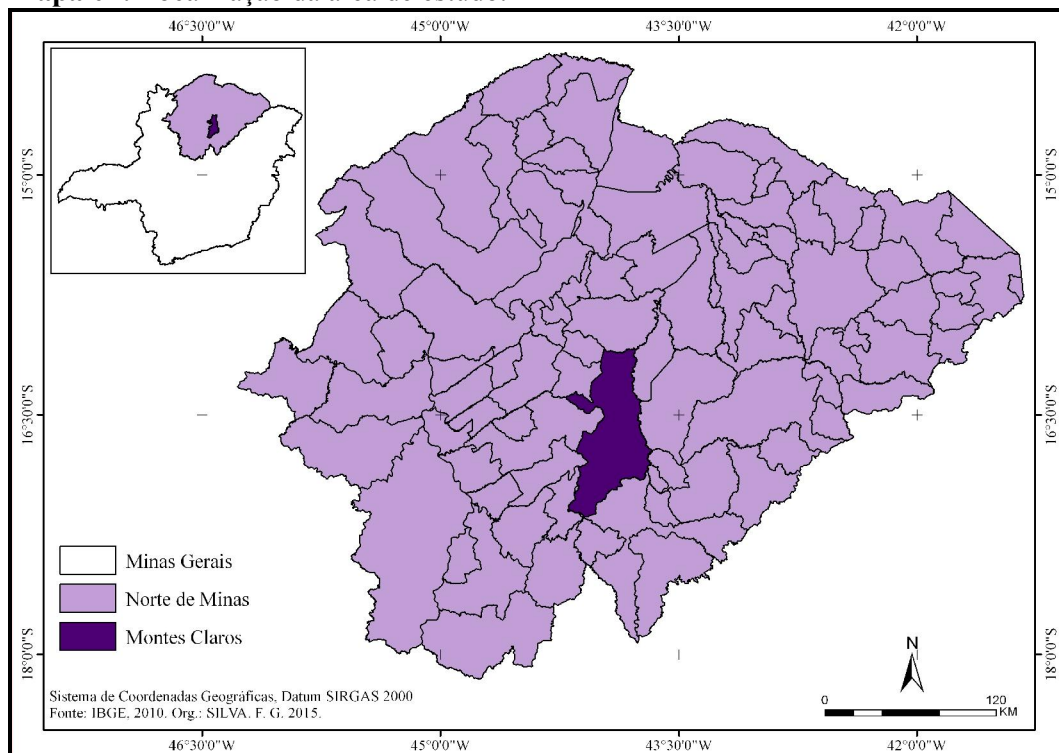 46°30'0"W 45°0'0"W 43°30'0"W 42°0'0"W
15°0'0"S 15°0'0"S
16°30'0"S 16°30'0"S
Minas Gerais
Norte de Minas
Montes Claros
18°0'0"S 18°0'0"S
N
Sistema de Coordenadas Geográficas, Datum SIRGAS 2000
Fonte: IBGE, 2010. Org.: SILVA. F. G. 2015.
0 120
KM
46°30'0"W 45°0'0"W 43°30'0"W 42°0'0"W